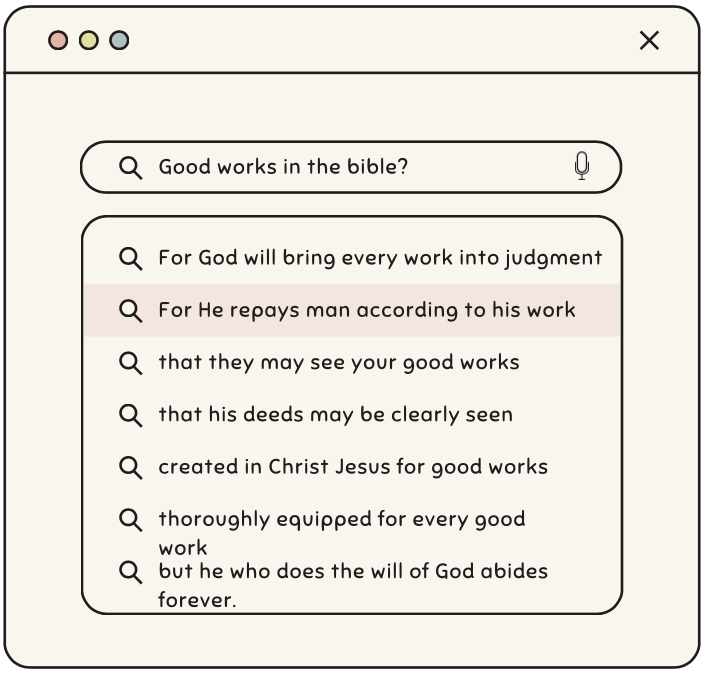 Good works in the bible?
For God will bring every work into judgment
For He repays man according to his work
that they may see your good works
that his deeds may be clearly seen
created in Christ Jesus for good works
thoroughly equipped for every good
work
but he who does the will of God abides
forever.